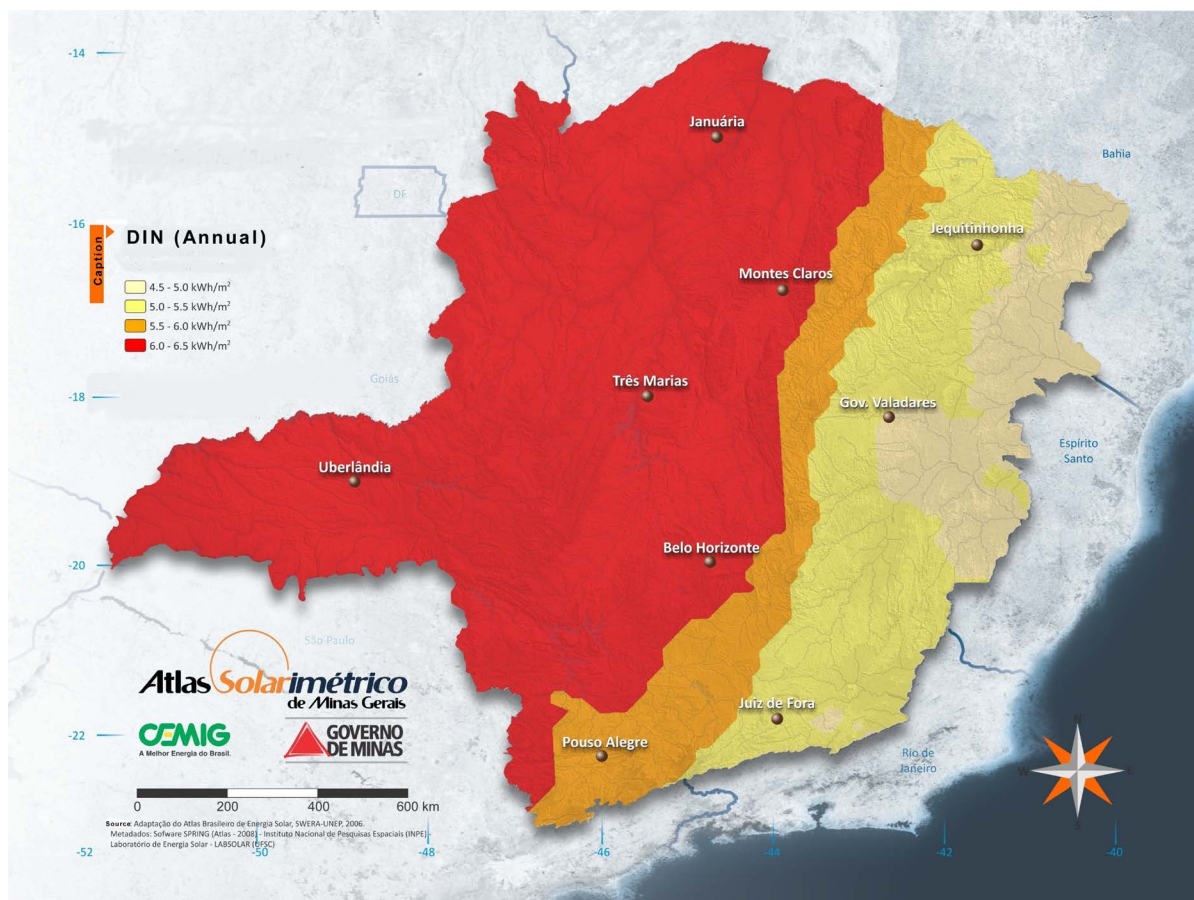 -14
Januária
Bahia
DF
-16
Caption
DIN (Annual)
Jequitinhonha
Montes Claros
4.5 - 5.0 kWh/m²
5.0 - 5.5 kWh/m²
5.5 - 6.0 kWh/m²
6.0 - 6.5 kWh/m²
Goiás
Três Marias
-18
Gov. Valadares
Espírito
Santo
Uberlândia
Belo Horizonte
-20
São Paulo
Atlas Solarimétrico
de Minas Gerais
Juiz de Fora
CEMIG
A Melhor Energia do Brasil.
GOVERNO
DE MINAS
-22
Pouso Alegre
Rio de
Janeiro
N
W
E
S
0 200 400 600 km
Source: Adaptação do Atlas Brasileiro de Energia Solar, SWERA-UNEP, 2006.
Metadados: Sofware SPRING (Atlas - 2008) - Instituto Nacional de Pesquisas Espaciais (INPE) -
Laboratório de Energia Solar - LABSOLAR (UFSC)
-52 -50 -48 -46 -44 -42 -40